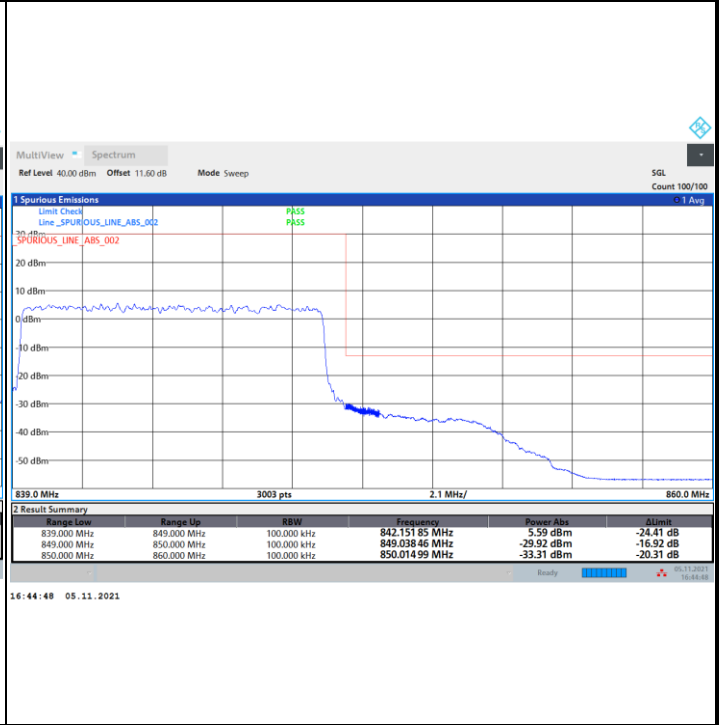 MultiView Spectrum
Ref Level 40.00 dBm Offset 11.60 dB Mode Sweep SGL
Count 100/100
1 Spurious Emissions 1 Avg
Limit Check PASS
Line _SPURIOUS_LINE_ABS_002 PASS
30 dBm
_SPURIOUS_LINE_ABS_002
20 dBm
10 dBm
0 dBm
-10 dBm
-20 dBm
-30 dBm
-40 dBm
-50 dBm
839.0 MHz 3003 pts 2.1 MHz/ 860.0 MHz
2 Result Summary
Range Low Range Up RBW Frequency Power Abs ΔLimit
839.000 MHz 849.000 MHz 100.000 kHz 842.151 85 MHz 5.59 dBm -24.41 dB
849.000 MHz 850.000 MHz 100.000 kHz 849.038 46 MHz -29.92 dBm -16.92 dB
850.000 MHz 860.000 MHz 100.000 kHz 850.014 99 MHz -33.31 dBm -20.31 dB
Ready 05.11.2021
16:44:48
16:44:48 05.11.2021